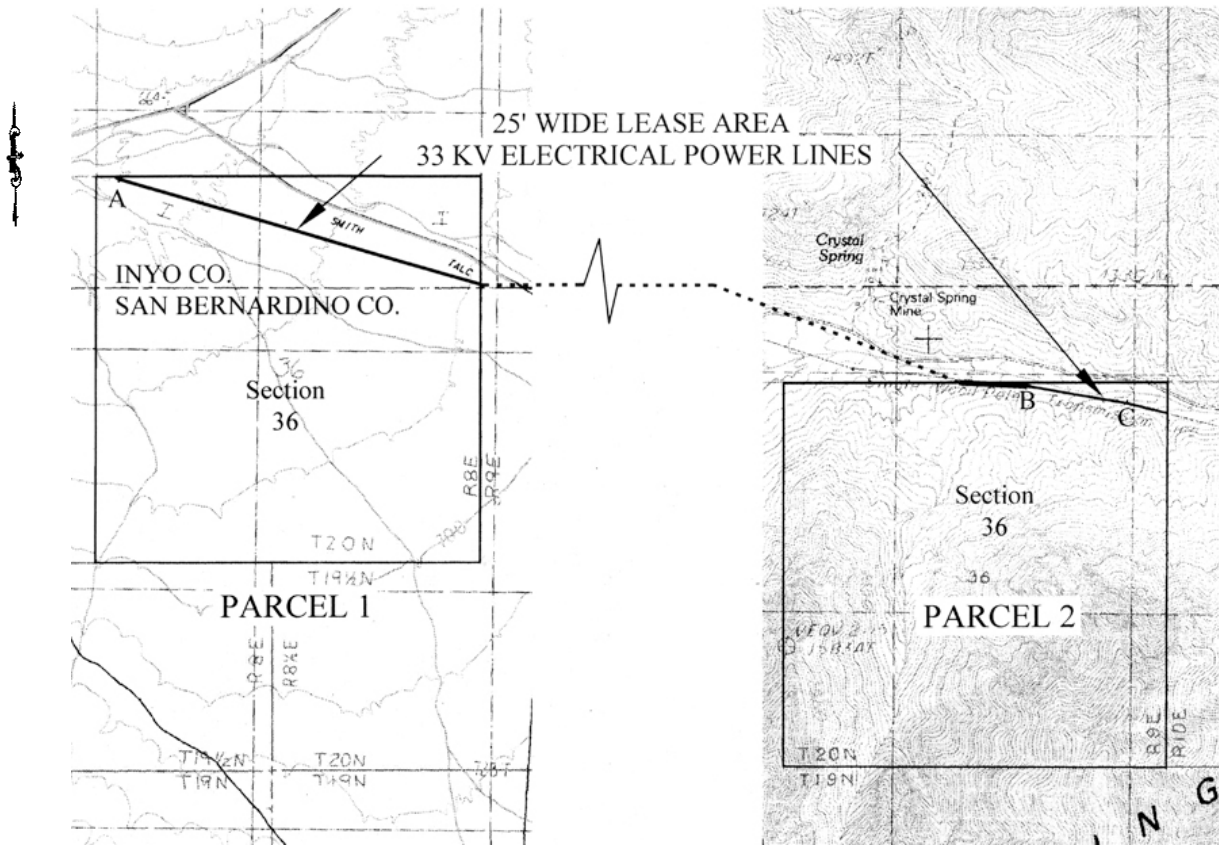 25' WIDE LEASE AREA
33 KV ELECTRICAL POWER LINES
A
SMITH
TALC
INYO CO.
SAN BERNARDINO CO.
36
Section
36
R8E
R9E
T20N
T19½N
PARCEL 1
R8E
R8½E
T19½N
T20N
T19N
T19N
Crystal
Spring
Crystal Spring
Mine
B
C
Section
36
36
PARCEL 2
R9E
R10E
T20N
T19N
N G